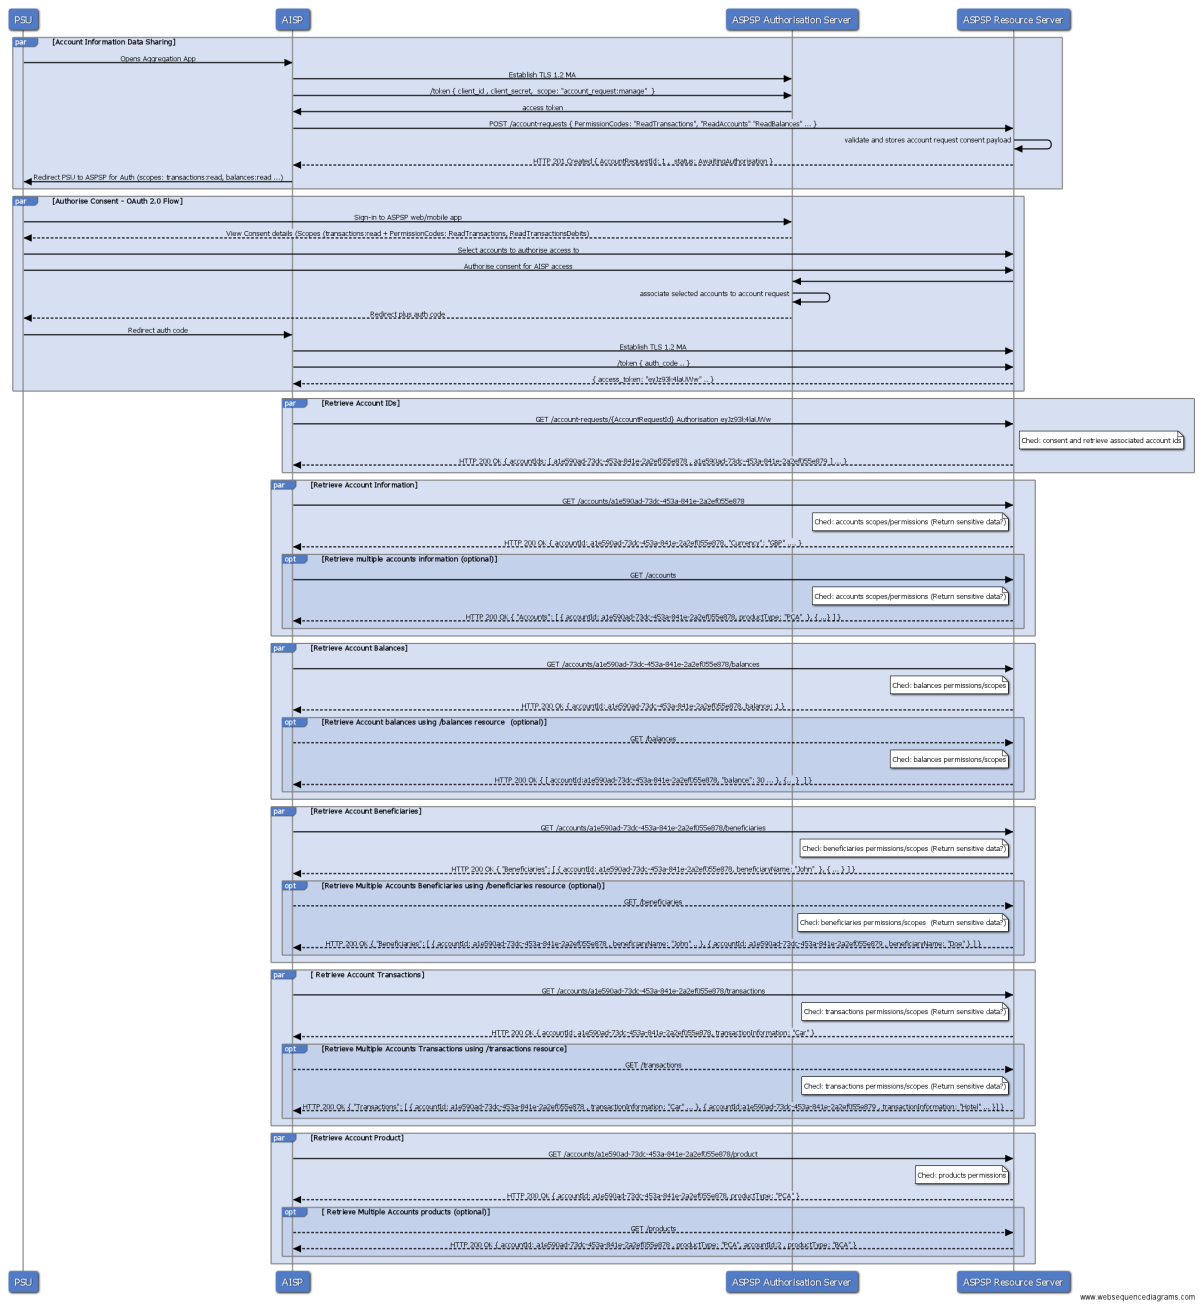 PSU AISP ASPSP Authorisation Server ASPSP Resource Server
par [Account Information Data Sharing]
Opens Aggregation App
Establish TLS 1.2 MA
/token { client_id , client_secret,  scope: "account_request:manage"  }
access token
POST /account-requests { PermissionCodes: "ReadTransactions", "ReadAccounts" "ReadBalances" ... }
validate and stores account request consent payload
HTTP 201 Created { AccountRequestId: 1 ,  status: AwaitingAuthorisation }
Redirect PSU to ASPSP for Auth (scopes: transactions:read, balances:read ...)
par [Authorise Consent - OAuth 2.0 Flow]
Sign-in to ASPSP web/mobile app
View Consent details (Scopes (transactions:read + PermissionCodes: ReadTransactions, ReadTransactionsDebits)
Select accounts to authorise access to
Authorise consent for AISP access
associate selected accounts to account request
Redirect plus auth code
Redirect auth code
Establish TLS 1.2 MA
/token { auth_code .. }
{ access_token: "eyJz93k4laUWw" .. }
par [Retrieve Account IDs]
GET /account-requests/{AccountRequestId} Authorisation eyJz93k4laUWw
Check: consent and retrieve associated account ids
HTTP 200 Ok { accountIds: [ a1e590ad-73dc-453a-841e-2a2ef055e878 , a1e590ad-73dc-453a-841e-2a2ef055e879 ] ... }
par [Retrieve Account Information]
GET /accounts/a1e590ad-73dc-453a-841e-2a2ef055e878
Check: accounts scopes/permissions (Return sensitive data?)
HTTP 200 Ok { accountId: a1e590ad-73dc-453a-841e-2a2ef055e878, "Currency": "GBP" .... }
opt [Retrieve multiple accounts information (optional)]
GET /accounts
Check: accounts scopes/permissions (Return sensitive data?)
HTTP 200 Ok { "Accounts": [ { accountId: a1e590ad-73dc-453a-841e-2a2ef055e878, productType: "PCA"  }, { ...} ] }
par [Retrieve Account Balances]
GET /accounts/a1e590ad-73dc-453a-841e-2a2ef055e878/balances
Check: balances permissions/scopes
HTTP 200 Ok { accountId: a1e590ad-73dc-453a-841e-2a2ef055e878, balance: 1 }
opt [Retrieve Account balances using /balances resource  (optional)]
GET /balances
Check: balances permissions/scopes
HTTP 200 Ok { [ accountId:a1e590ad-73dc-453a-841e-2a2ef055e878, "balance": 30 ... }, {... }  ] }
par [Retrieve Account Beneficiaries]
GET /accounts/a1e590ad-73dc-453a-841e-2a2ef055e878/beneficiaries
Check: beneficiaries permissions/scopes (Return sensitive data?)
HTTP 200 Ok { "Beneficiaries": [ { accountId: a1e590ad-73dc-453a-841e-2a2ef055e878, beneficiaryName: "John"  }, { ... } ] }
opt [Retrieve Multiple Accounts Beneficiaries using /beneficiaries resource (optional)]
GET /beneficiaries
Check: beneficiaries permissions/scopes  (Return sensitive data?)
HTTP 200 Ok { "Beneficiaries": [ { accountId: a1e590ad-73dc-453a-841e-2a2ef055e878 , beneficiaryName: "John" .. }, { accountId: a1e590ad-73dc-453a-841e-2a2ef055e879 , beneficiaryName: "Doe" } ] }
par [ Retrieve Account Transactions]
GET /accounts/a1e590ad-73dc-453a-841e-2a2ef055e878/transactions
Check: transactions permissions/scopes (Return sensitive data?)
HTTP 200 Ok { accountId: a1e590ad-73dc-453a-841e-2a2ef055e878, transactionInformation: "Car" }
opt [Retrieve Multiple Accounts Transactions using /transactions resource]
GET /transactions
Check: transactions permissions/scopes (Return sensitive data?)
HTTP 200 Ok { "Transactions": [ { accountId: a1e590ad-73dc-453a-841e-2a2ef055e878 , transactionInformation: "Car" ... }, { accountId:a1e590ad-73dc-453a-841e-2a2ef055e879 , transactionInformation: "Hotel" ... }] }
par [Retrieve Account Product]
GET /accounts/a1e590ad-73dc-453a-841e-2a2ef055e878/product
Check: products permissions
HTTP 200 Ok { accountId: a1e590ad-73dc-453a-841e-2a2ef055e878, productType: "PCA" }
opt [ Retrieve Multiple Accounts products (optional)]
GET /products
HTTP 200 Ok { accountId: a1e590ad-73dc-453a-841e-2a2ef055e878 , productType: "PCA", accountId:2 , productType: "BCA" }
PSU AISP ASPSP Authorisation Server ASPSP Resource Server
www.websequencediagrams.com